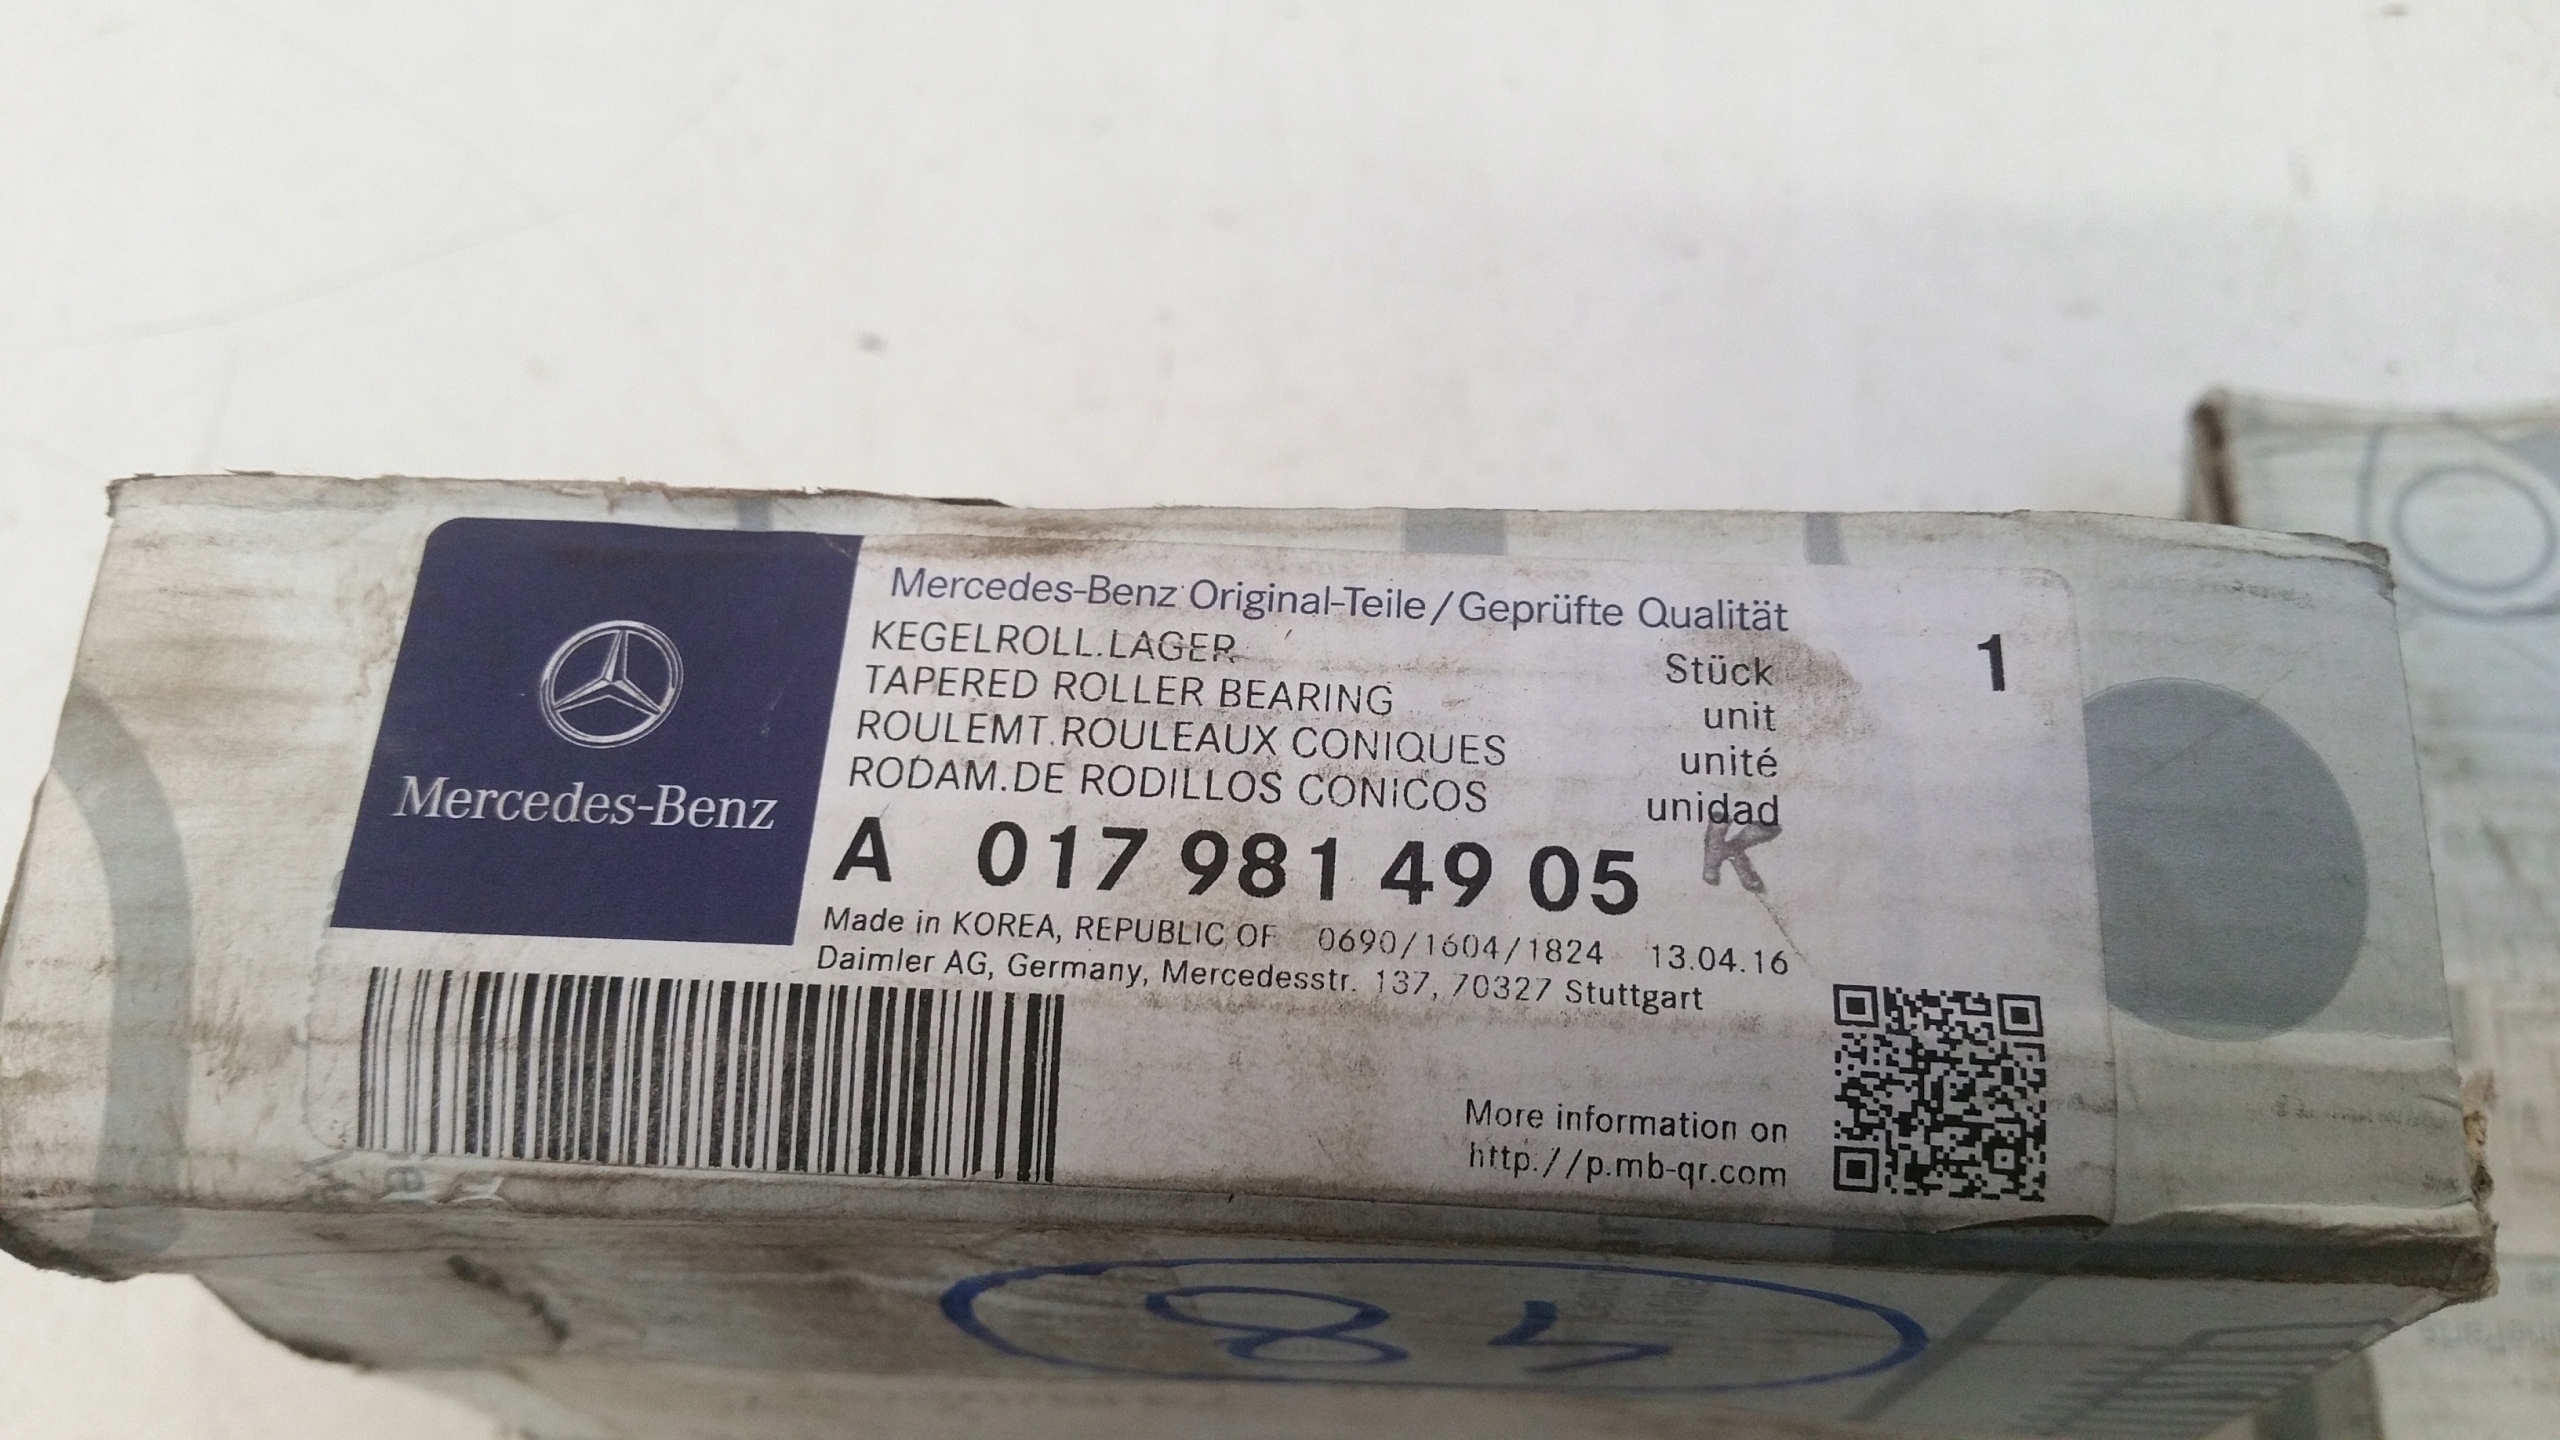 Mercedes-Benz Original-Teile/Geprüfte Qualität
KEGELROLL.LAGER
TAPERED ROLLER BEARING
ROULEMT.ROULEAUX CONIQUES
RODAM.DE RODILLOS CONICOS
Stück 1
unit
unité
unidad
Mercedes-Benz
A 017 981 49 05 K
Made in KOREA, REPUBLIC OF 0690/1604/1824 13.04.16
Daimler AG, Germany, Mercedesstr. 137, 70327 Stuttgart
More information on
http://p.mb-qr.com